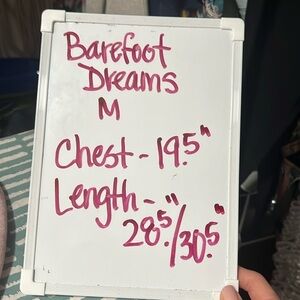 Barefoot
Dreams
M
Chest - 19.5"
Length - "
28.5/30.5"